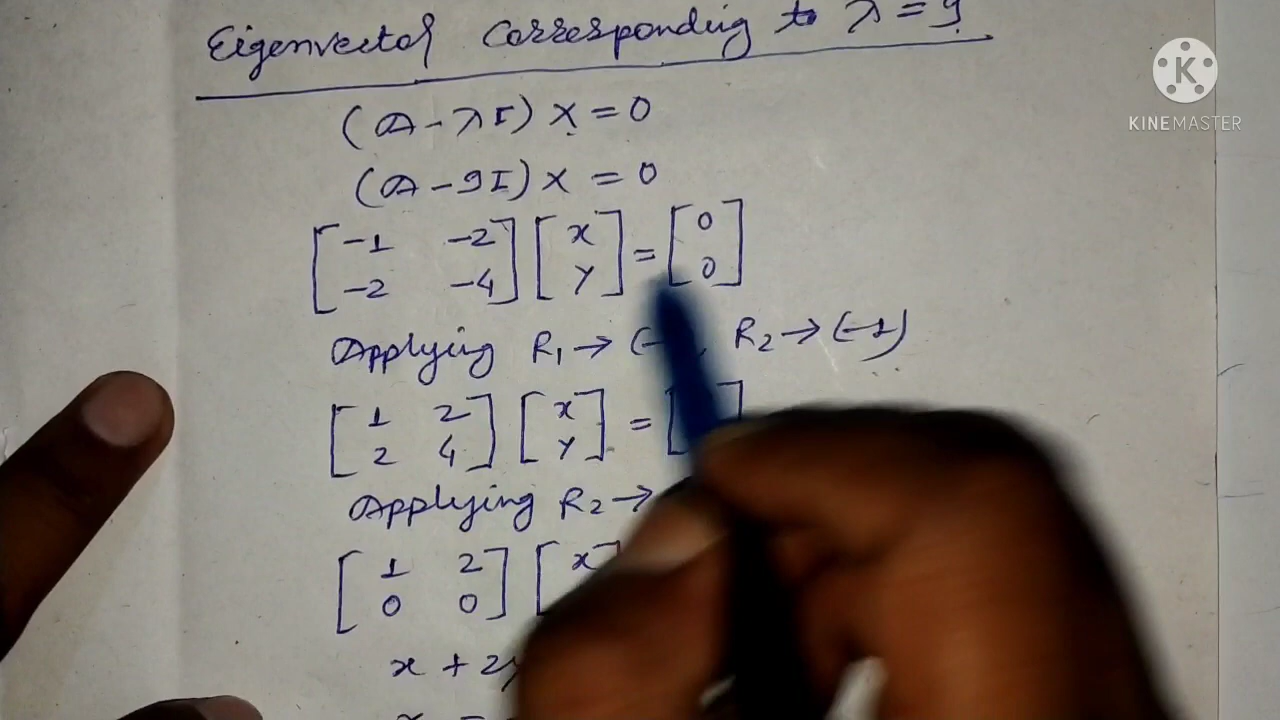 Eigenvector corresponding to λ = 9
(A - λI) X = 0
KINEMASTER
(A - 9I) X = 0
[-1 -2] [x] = [0]
[-2 -4] [y] [0]
Applying R₁ → (- , R₂ → (-1)
[1 2] [x] = [
[2 4] [y]
Applying R₂ →
[1 2] [x]
[0 0] [
x + 2y
x =